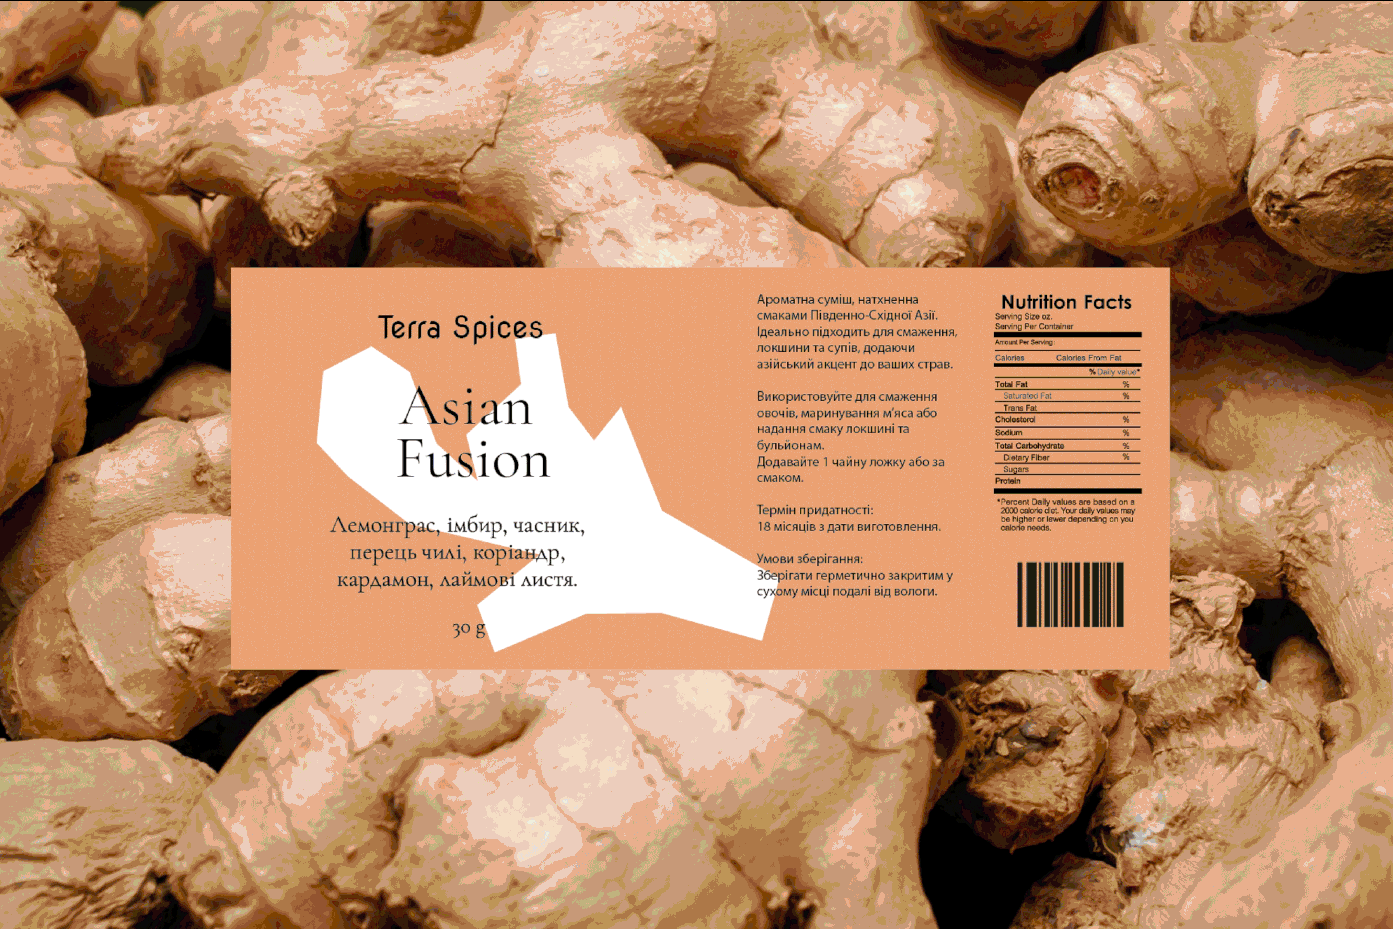 Terra Spices
Asian
Fusion
Лемонграс, імбир, часник,
перець чилі, коріандр,
кардамон, лаймові листя.
30 g
Ароматна суміш, натхненна
смаками Південно-Східної Азії.
Ідеально підходить для смаження,
локшини та супів, додаючи
азійський акцент до ваших страв.
Використовуйте для смаження
овочів, маринування м'яса або
надання смаку локшині та
бульйонам.
Додавайте 1 чайну ложку або за
смаком.
Термін придатності:
18 місяців з дати виготовлення.
Умови зберігання:
Зберігати герметично закритим у
сухому місці подалі від вологи.
Nutrition Facts
Serving Size oz.
Serving Per Container
Amount Per Serving:
Calories Calories From Fat
% Daily value*
Total Fat %
Saturated Fat %
Trans Fat
Cholesterol %
Sodium %
Total Carbohydrate %
Dietary Fiber %
Sugars
Protein
*Percent Daily values are based on a
2000 calorie diet. Your daily values may
be higher or lower depending on you
calorie needs.